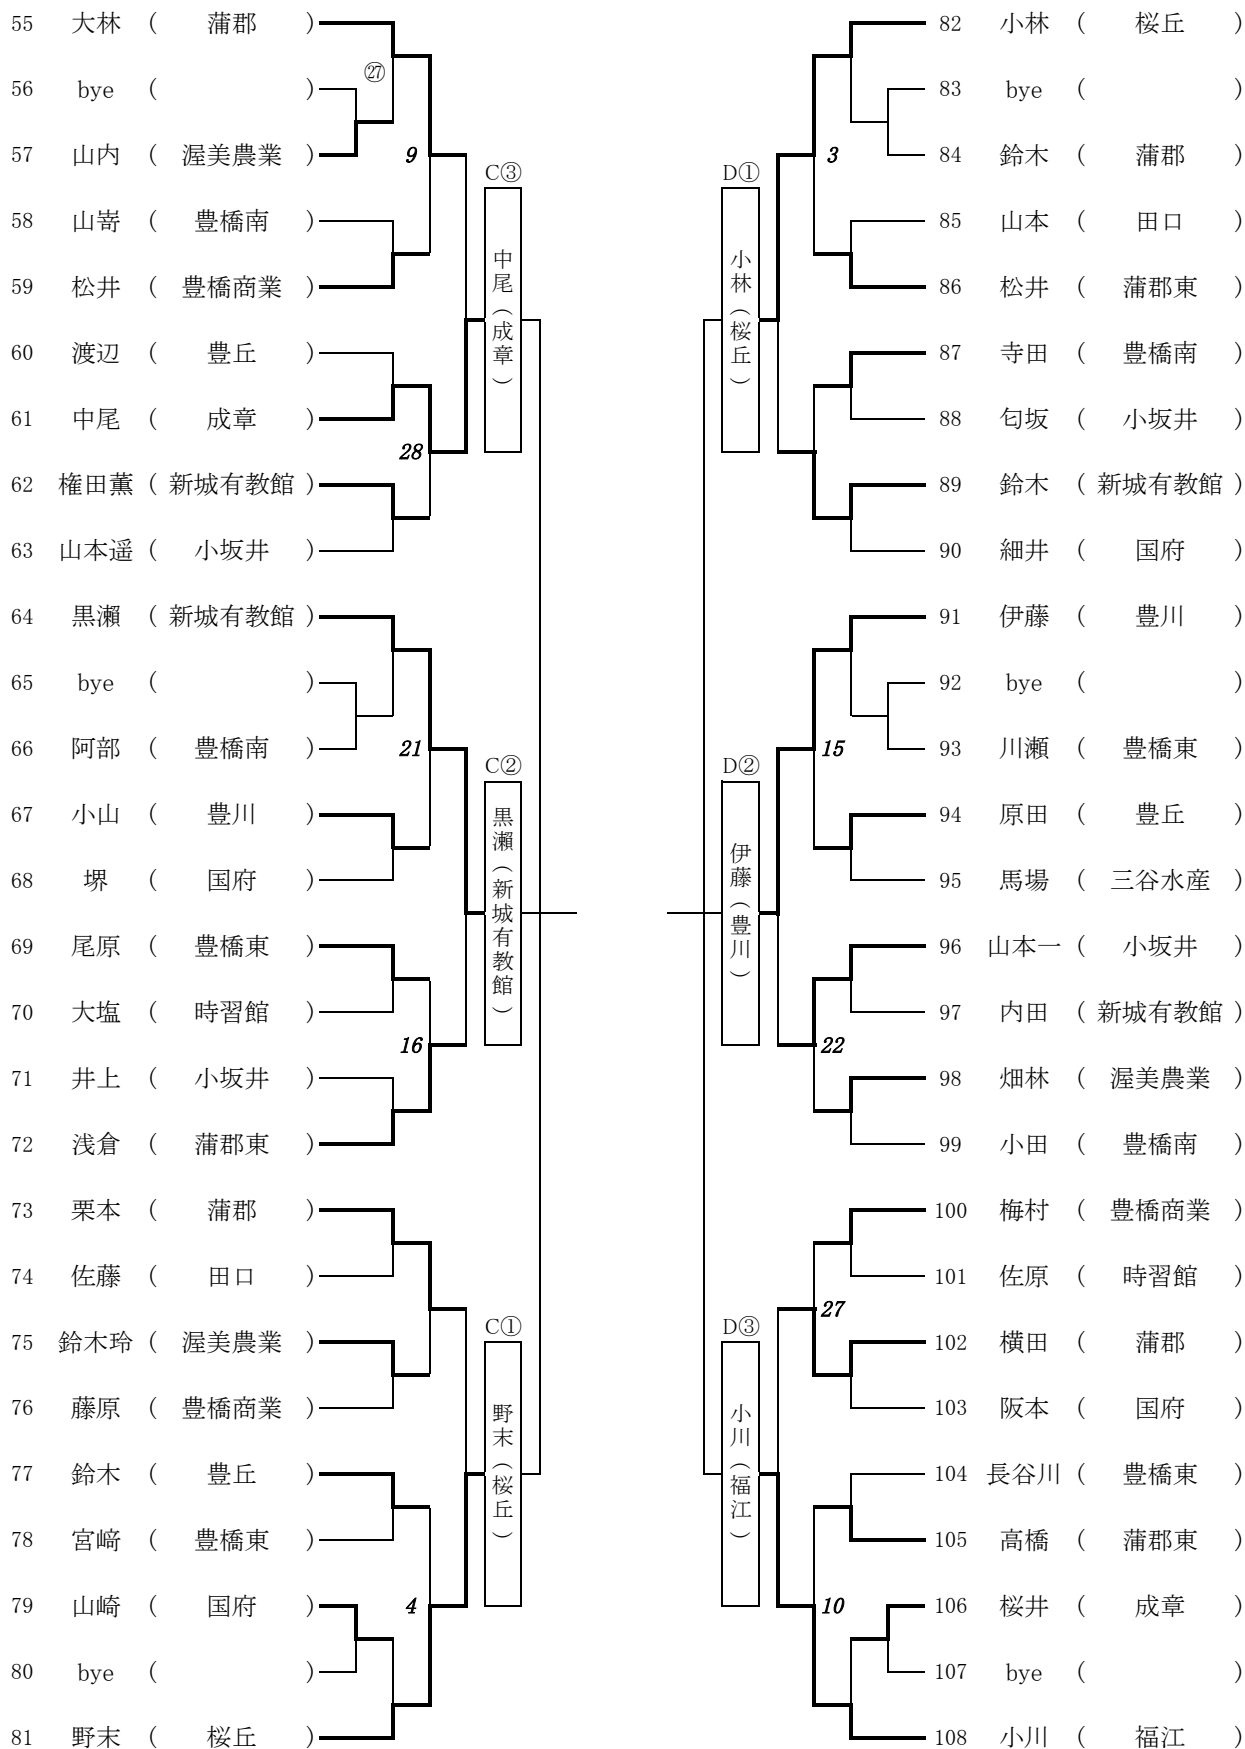 55 大林 ( 蒲郡 )
56 bye ( )
㉗
57 山内 ( 渥美農業 )
9
C③
58 山嵜 ( 豊橋南 )
59 松井 ( 豊橋商業 )
中尾(成章)
60 渡辺 ( 豊丘 )
61 中尾 ( 成章 )
28
62 権田薫 ( 新城有教館 )
63 山本遥 ( 小坂井 )
64 黒瀬 ( 新城有教館 )
65 bye ( )
66 阿部 ( 豊橋南 )
21
C②
67 小山 ( 豊川 )
68 堺 ( 国府 )
黒瀬(新城有教館)
69 尾原 ( 豊橋東 )
70 大塩 ( 時習館 )
16
71 井上 ( 小坂井 )
72 浅倉 ( 蒲郡東 )
73 栗本 ( 蒲郡 )
74 佐藤 ( 田口 )
C①
75 鈴木玲 ( 渥美農業 )
76 藤原 ( 豊橋商業 )
野末(桜丘)
77 鈴木 ( 豊丘 )
78 宮﨑 ( 豊橋東 )
79 山崎 ( 国府 )
4
80 bye ( )
81 野末 ( 桜丘 )
82 小林 ( 桜丘 )
83 bye ( )
84 鈴木 ( 蒲郡 )
3
D①
85 山本 ( 田口 )
86 松井 ( 蒲郡東 )
小林(桜丘)
87 寺田 ( 豊橋南 )
88 匂坂 ( 小坂井 )
89 鈴木 ( 新城有教館 )
90 細井 ( 国府 )
91 伊藤 ( 豊川 )
92 bye ( )
93 川瀬 ( 豊橋東 )
15
D②
94 原田 ( 豊丘 )
95 馬場 ( 三谷水産 )
伊藤(豊川)
96 山本一 ( 小坂井 )
97 内田 ( 新城有教館 )
22
98 畑林 ( 渥美農業 )
99 小田 ( 豊橋南 )
100 梅村 ( 豊橋商業 )
101 佐原 ( 時習館 )
27
D③
102 横田 ( 蒲郡 )
103 阪本 ( 国府 )
小川(福江)
104 長谷川 ( 豊橋東 )
105 高橋 ( 蒲郡東 )
106 桜井 ( 成章 )
10
107 bye ( )
108 小川 ( 福江 )